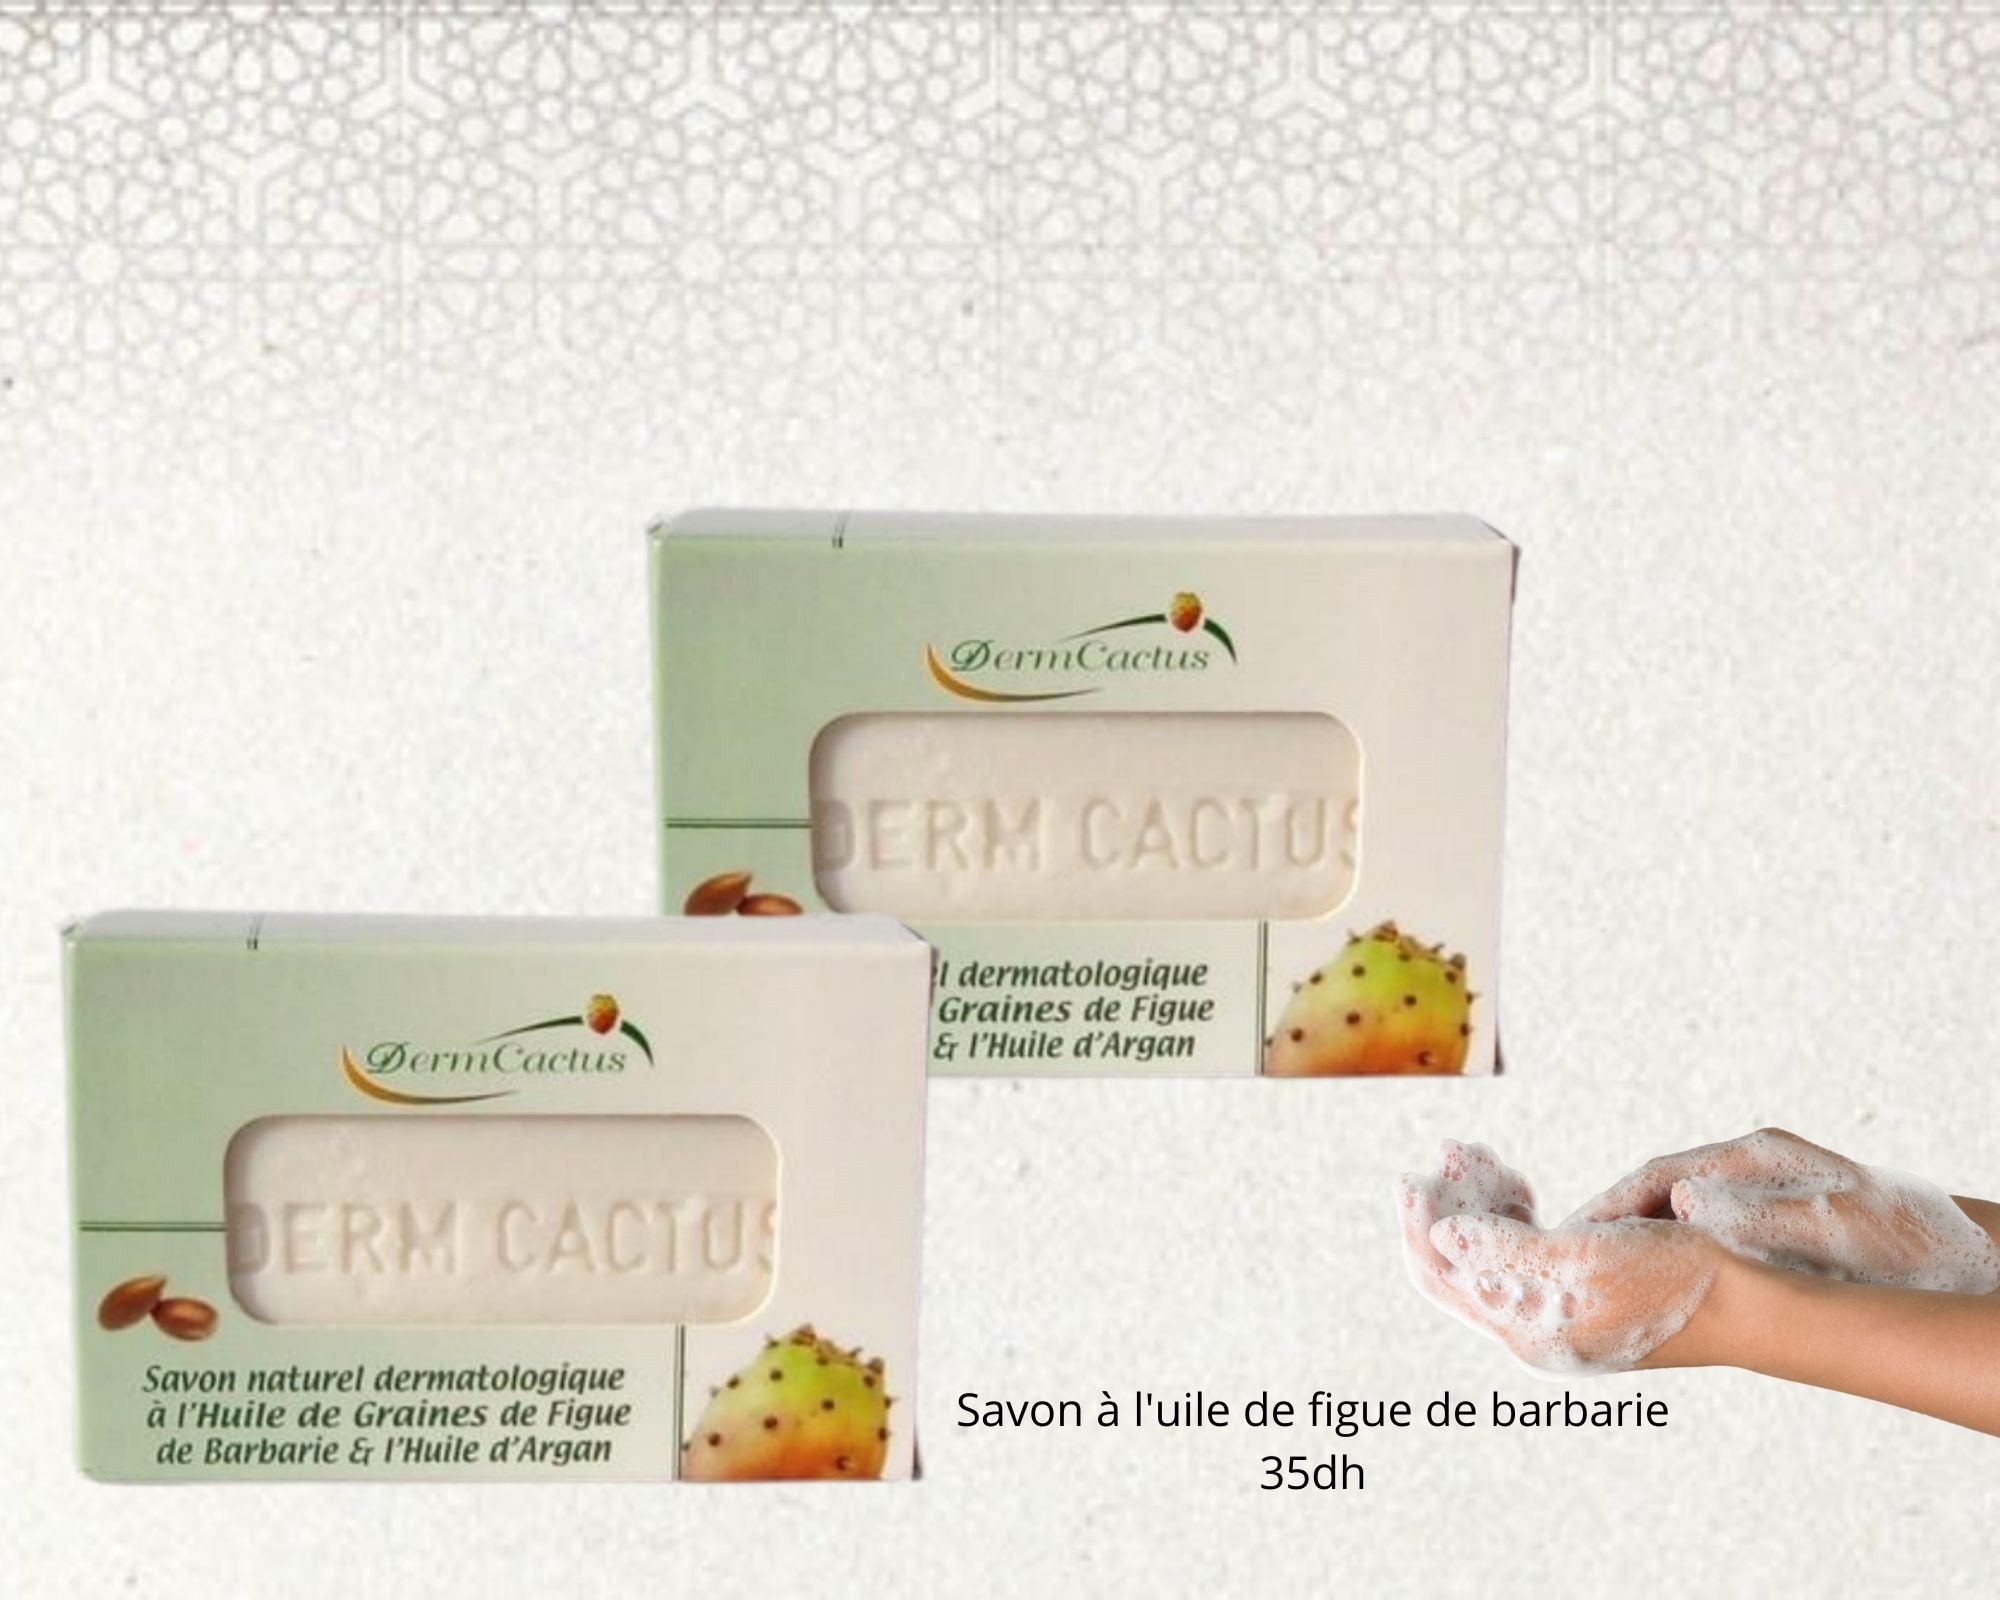 DermCactus
DERM CACTUS
l dermatologique
Graines de Figue
& l'Huile d'Argan
DermCactus
DERM CACTUS
Savon naturel dermatologique
à l'Huile de Graines de Figue
de Barbarie & l'Huile d'Argan
Savon à l'uile de figue de barbarie
35dh